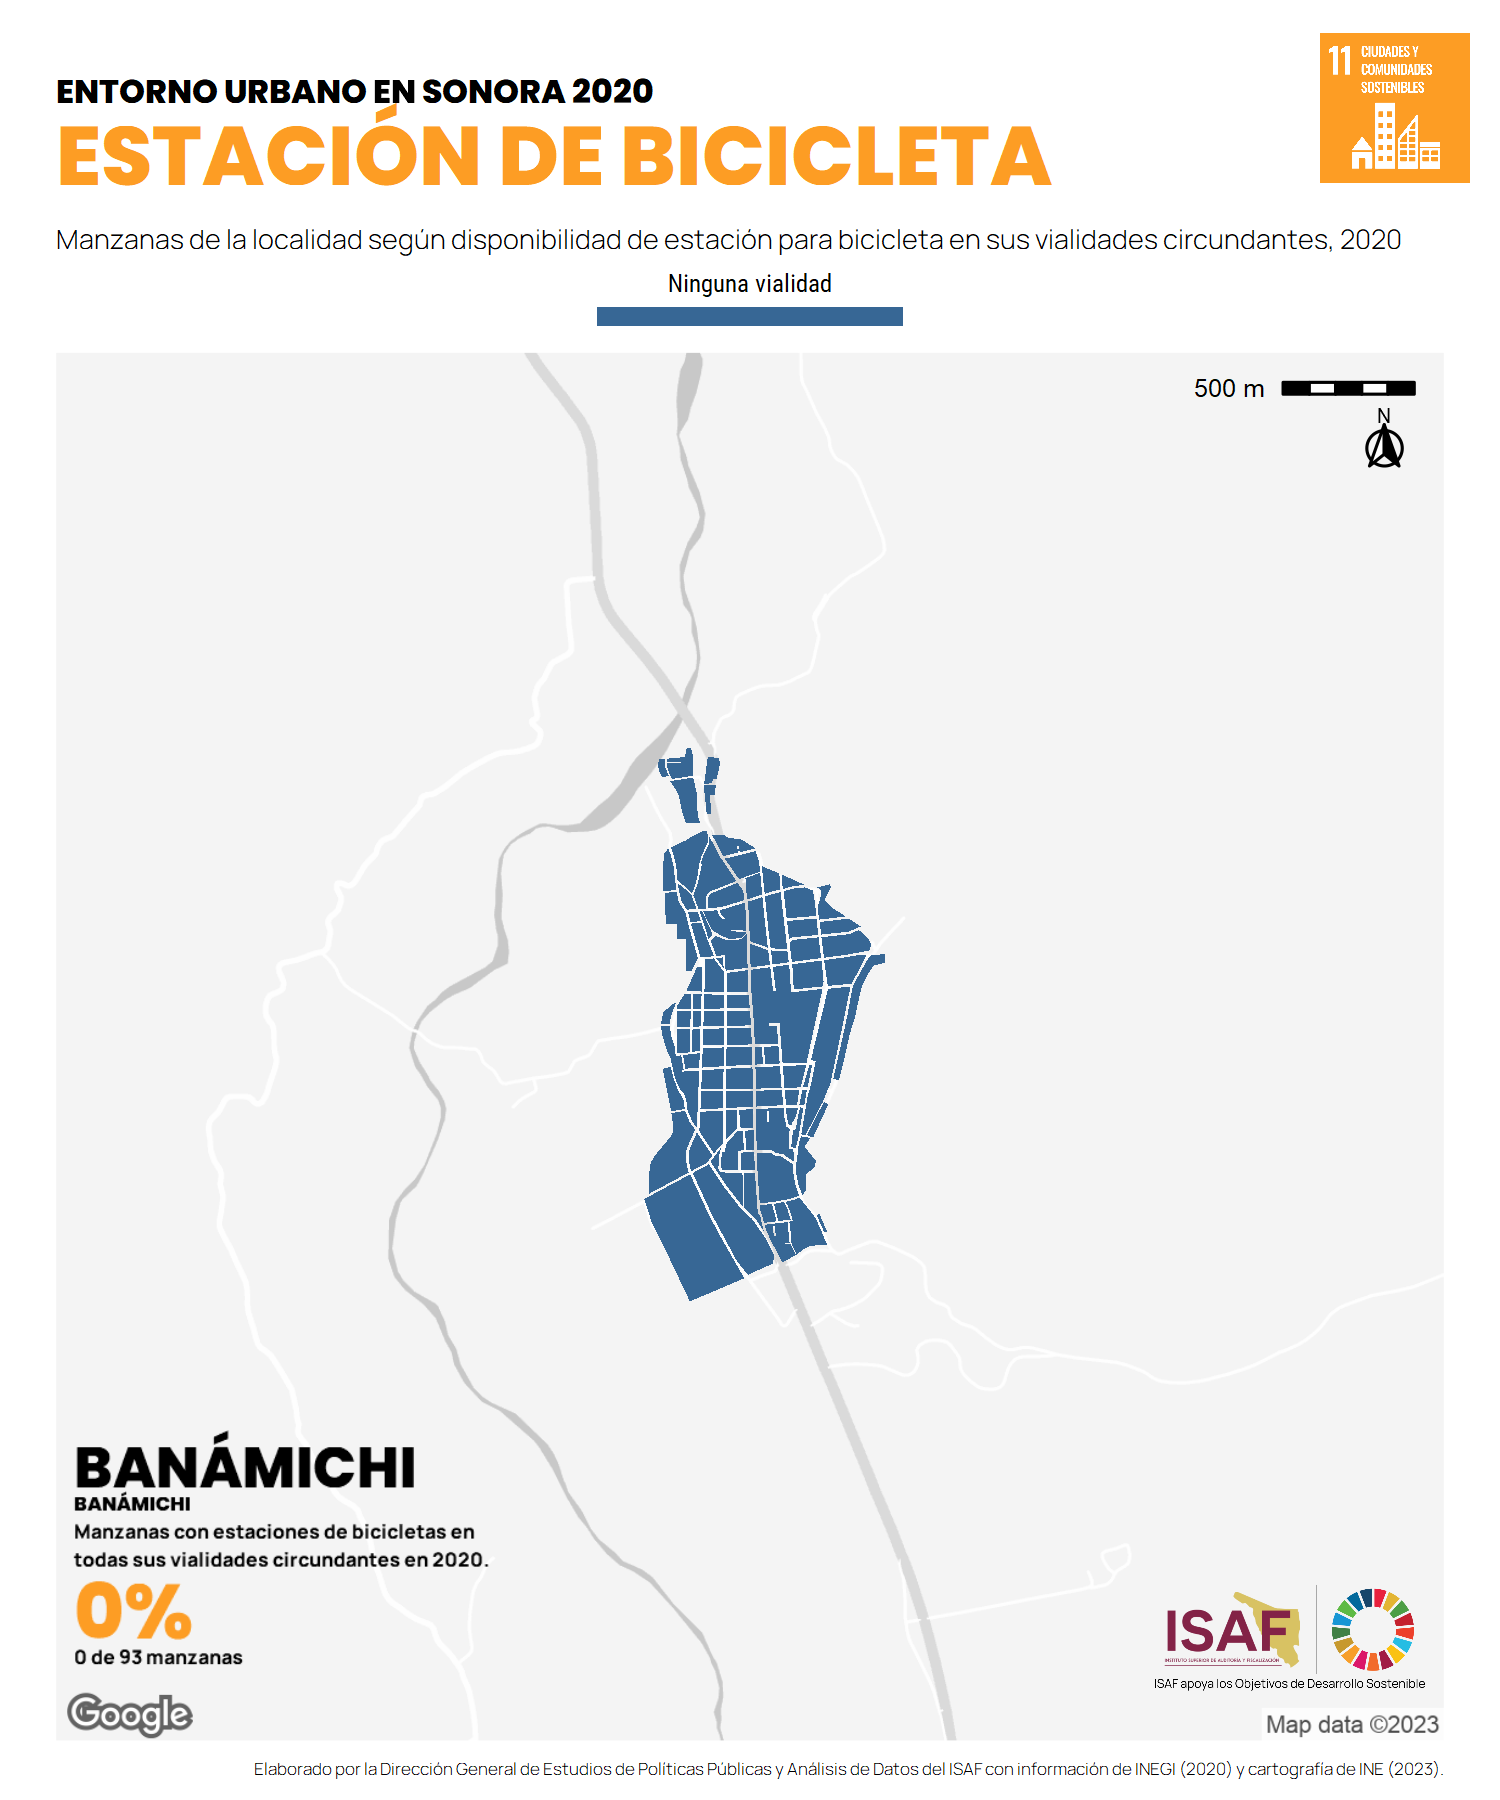 ENTORNO URBANO EN SONORA 2020
ESTACIÓN DE BICICLETA
11 CIUDADES Y
COMUNIDADES
SOSTENIBLES
Manzanas de la localidad según disponibilidad de estación para bicicleta en sus vialidades circundantes, 2020
Ninguna vialidad
500 m
N
BANÁMICHI
BANÁMICHI
Manzanas con estaciones de bicicletas en
todas sus vialidades circundantes en 2020.
0%
0 de 93 manzanas
Google
ISAF
INSTITUTO SUPERIOR DE AUDITORÍA Y FISCALIZACIÓN
ISAF apoya los Objetivos de Desarrollo Sostenible
Map data ©2023
Elaborado por la Dirección General de Estudios de Políticas Públicas y Análisis de Datos del ISAF con información de INEGI (2020) y cartografía de INE (2023).